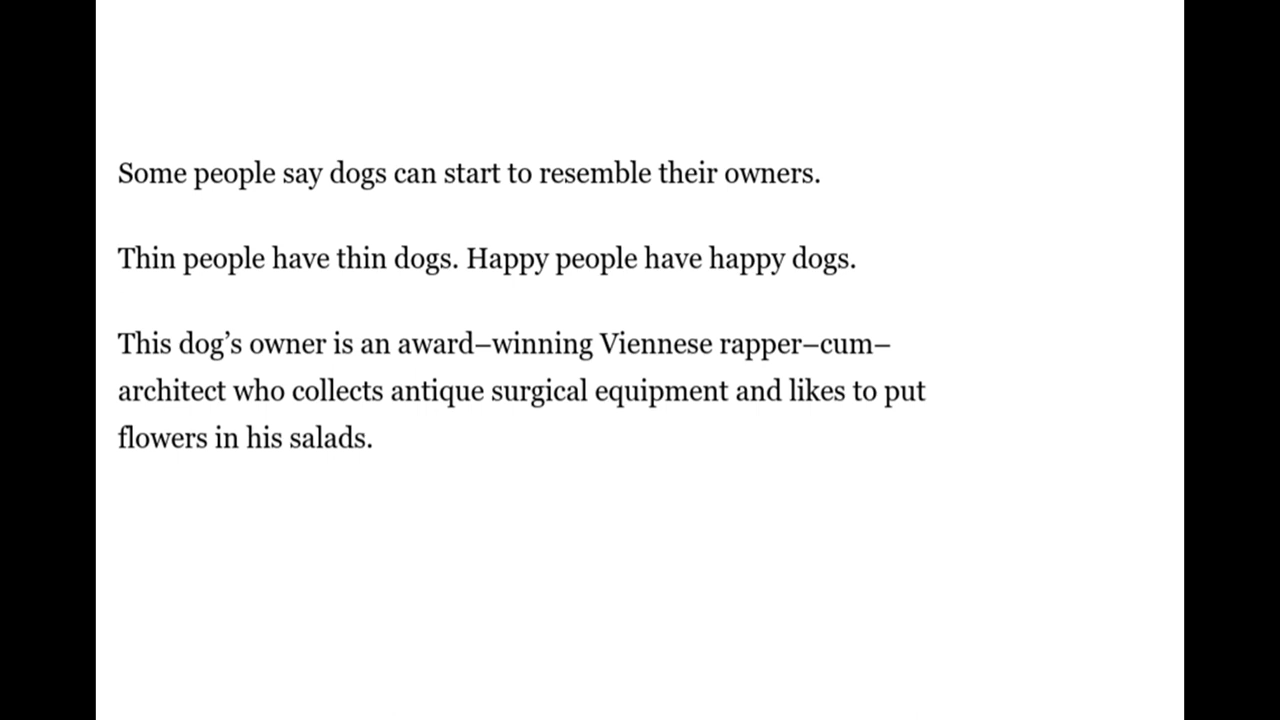 Some people say dogs can start to resemble their owners.
Thin people have thin dogs. Happy people have happy dogs.
This dog’s owner is an award–winning Viennese rapper–cum–
architect who collects antique surgical equipment and likes to put
flowers in his salads.